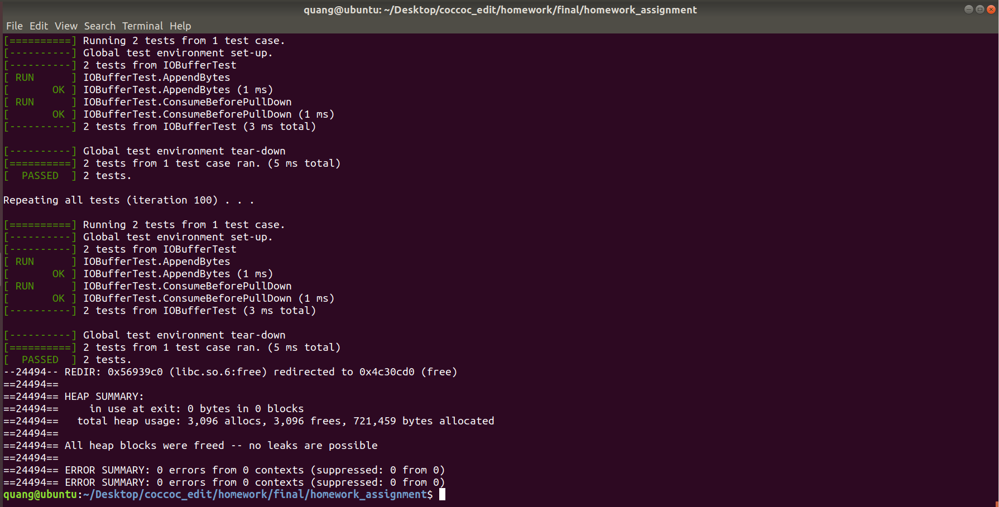 quang@ubuntu: ~/Desktop/coccoc_edit/homework/final/homework_assignment
File Edit View Search Terminal Help
[==========] Running 2 tests from 1 test case.
[----------] Global test environment set-up.
[----------] 2 tests from IOBufferTest
[ RUN      ] IOBufferTest.AppendBytes
[       OK ] IOBufferTest.AppendBytes (1 ms)
[ RUN      ] IOBufferTest.ConsumeBeforePullDown
[       OK ] IOBufferTest.ConsumeBeforePullDown (1 ms)
[----------] 2 tests from IOBufferTest (3 ms total)
[----------] Global test environment tear-down
[==========] 2 tests from 1 test case ran. (5 ms total)
[  PASSED  ] 2 tests.
Repeating all tests (iteration 100) . . .
[==========] Running 2 tests from 1 test case.
[----------] Global test environment set-up.
[----------] 2 tests from IOBufferTest
[ RUN      ] IOBufferTest.AppendBytes
[       OK ] IOBufferTest.AppendBytes (1 ms)
[ RUN      ] IOBufferTest.ConsumeBeforePullDown
[       OK ] IOBufferTest.ConsumeBeforePullDown (1 ms)
[----------] 2 tests from IOBufferTest (3 ms total)
[----------] Global test environment tear-down
[==========] 2 tests from 1 test case ran. (5 ms total)
[  PASSED  ] 2 tests.
--24494-- REDIR: 0x56939c0 (libc.so.6:free) redirected to 0x4c30cd0 (free)
==24494==
==24494== HEAP SUMMARY:
==24494==     in use at exit: 0 bytes in 0 blocks
==24494==   total heap usage: 3,096 allocs, 3,096 frees, 721,459 bytes allocated
==24494==
==24494== All heap blocks were freed -- no leaks are possible
==24494==
==24494== ERROR SUMMARY: 0 errors from 0 contexts (suppressed: 0 from 0)
==24494== ERROR SUMMARY: 0 errors from 0 contexts (suppressed: 0 from 0)
quang@ubuntu:~/Desktop/coccoc_edit/homework/final/homework_assignment$